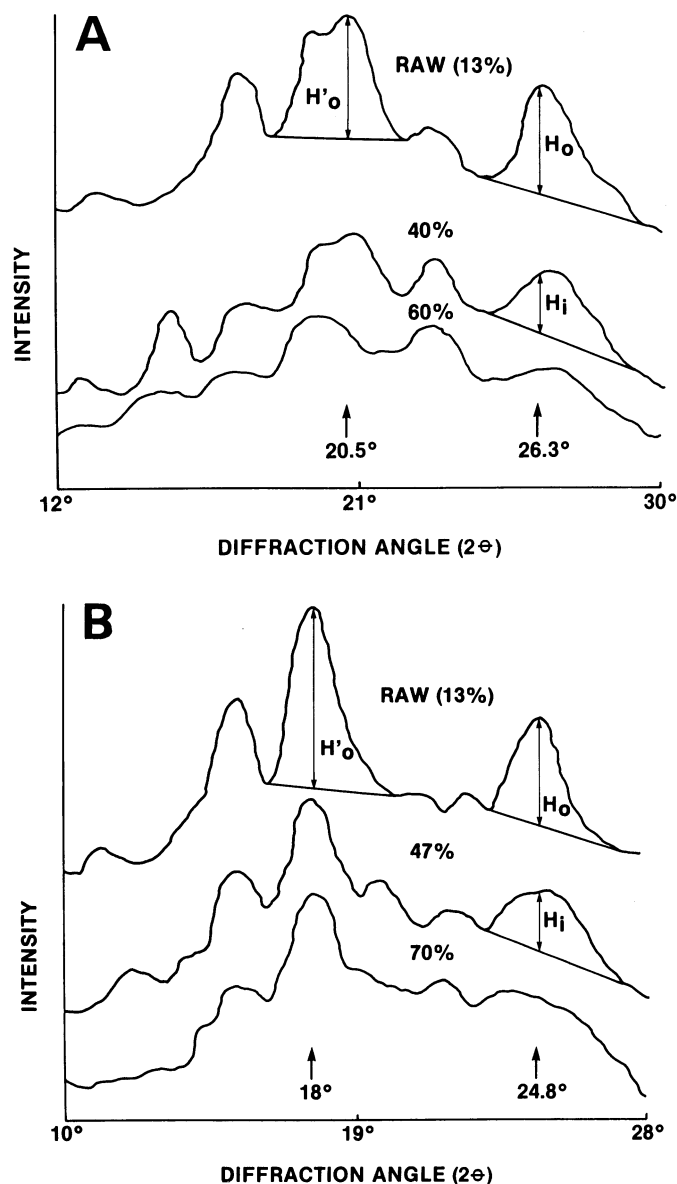 A
RAW (13%)
H'o
Ho
40%
60%
Hi
INTENSITY
20.5°
26.3°
12°
21°
30°
DIFFRACTION ANGLE (2Θ)
B
RAW (13%)
H'o
Ho
47%
Hi
70%
INTENSITY
18°
24.8°
10°
19°
28°
DIFFRACTION ANGLE (2Θ)